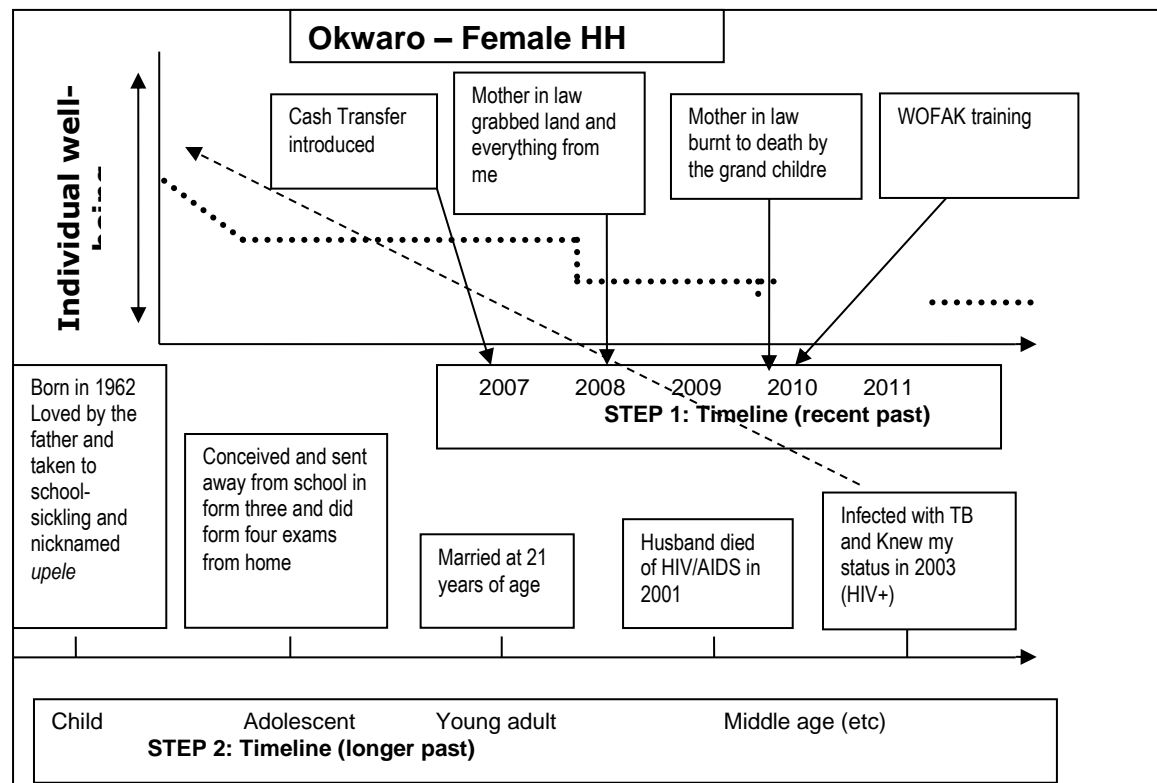 Okwaro – Female HH
Individual well-
being
Cash Transfer
introduced
Mother in law
grabbed land and
everything from
me
Mother in law
burnt to death by
the grand childre
WOFAK training
2007 2008 2009 2010 2011
STEP 1: Timeline (recent past)
Born in 1962
Loved by the
father and
taken to
school-
sickling and
nicknamed
upele
Conceived and sent
away from school in
form three and did
form four exams
from home
Married at 21
years of age
Husband died
of HIV/AIDS in
2001
Infected with TB
and Knew my
status in 2003
(HIV+)
Child Adolescent Young adult Middle age (etc)
STEP 2: Timeline (longer past)